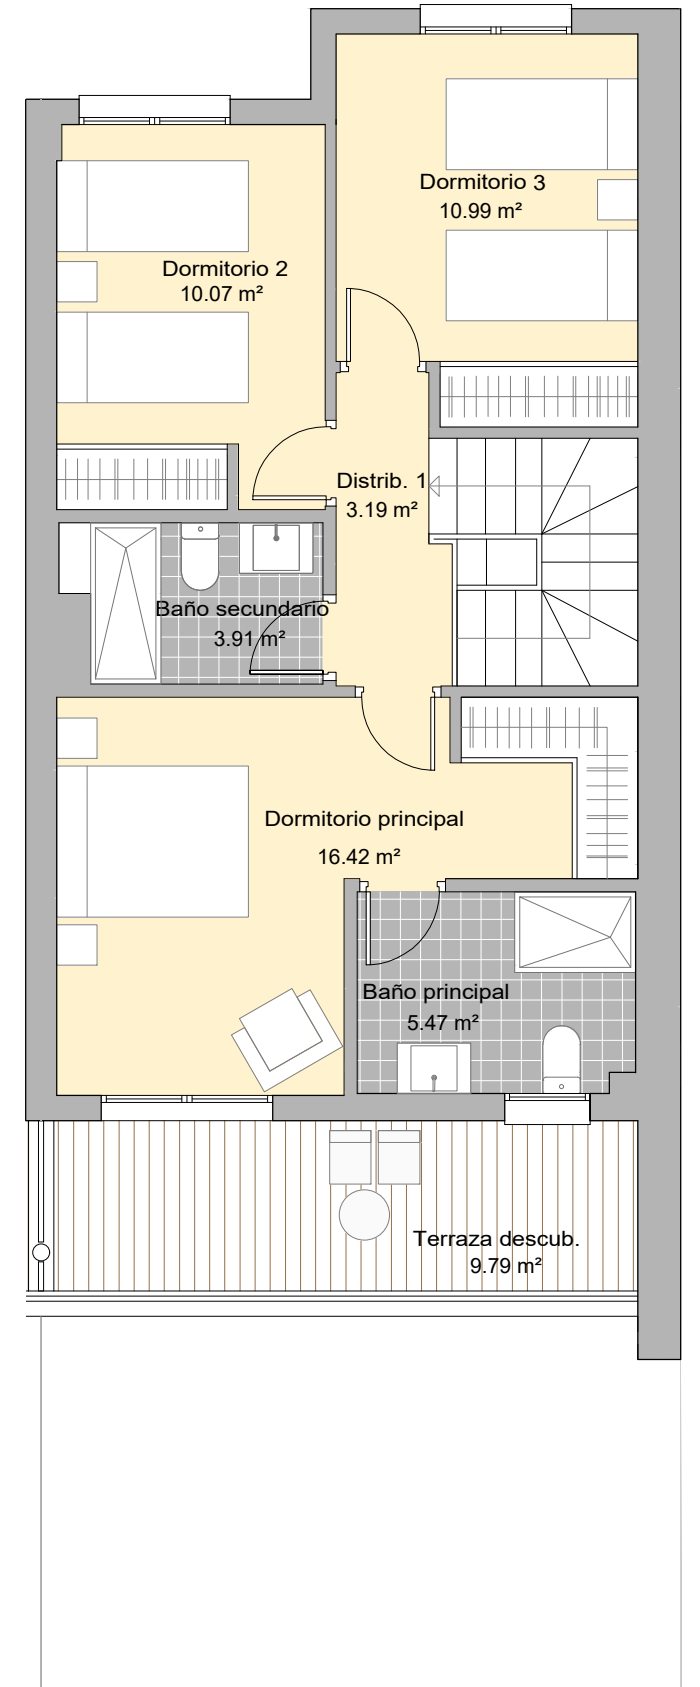 Dormitorio 3
10.99 m²
Dormitorio 2
10.07 m²
Distrib. 1
3.19 m²
Baño secundario
3.91 m²
Dormitorio principal
16.42 m²
Baño principal
5.47 m²
Terraza descub.
9.79 m²